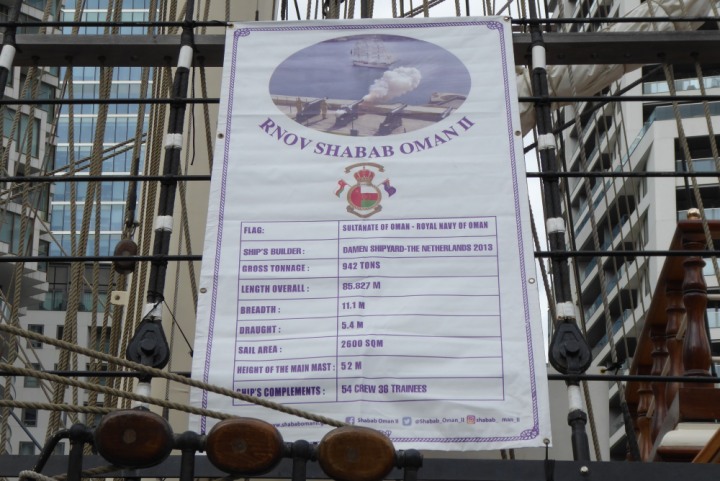 RNOV SHABAB OMAN II
FLAG: SULTANATE OF OMAN - ROYAL NAVY OF OMAN
SHIP'S BUILDER : DAMEN SHIPYARD-THE NETHERLANDS 2013
GROSS TONNAGE : 942 TONS
LENGTH OVERALL : 85.827 M
BREADTH : 11.1 M
DRAUGHT : 5.4 M
SAIL AREA : 2600 SQM
HEIGHT OF THE MAIN MAST : 52 M
SHIP'S COMPLEMENTS : 54 CREW 36 TRAINEES
Shabab Oman ii @Shabab_Oman_ii